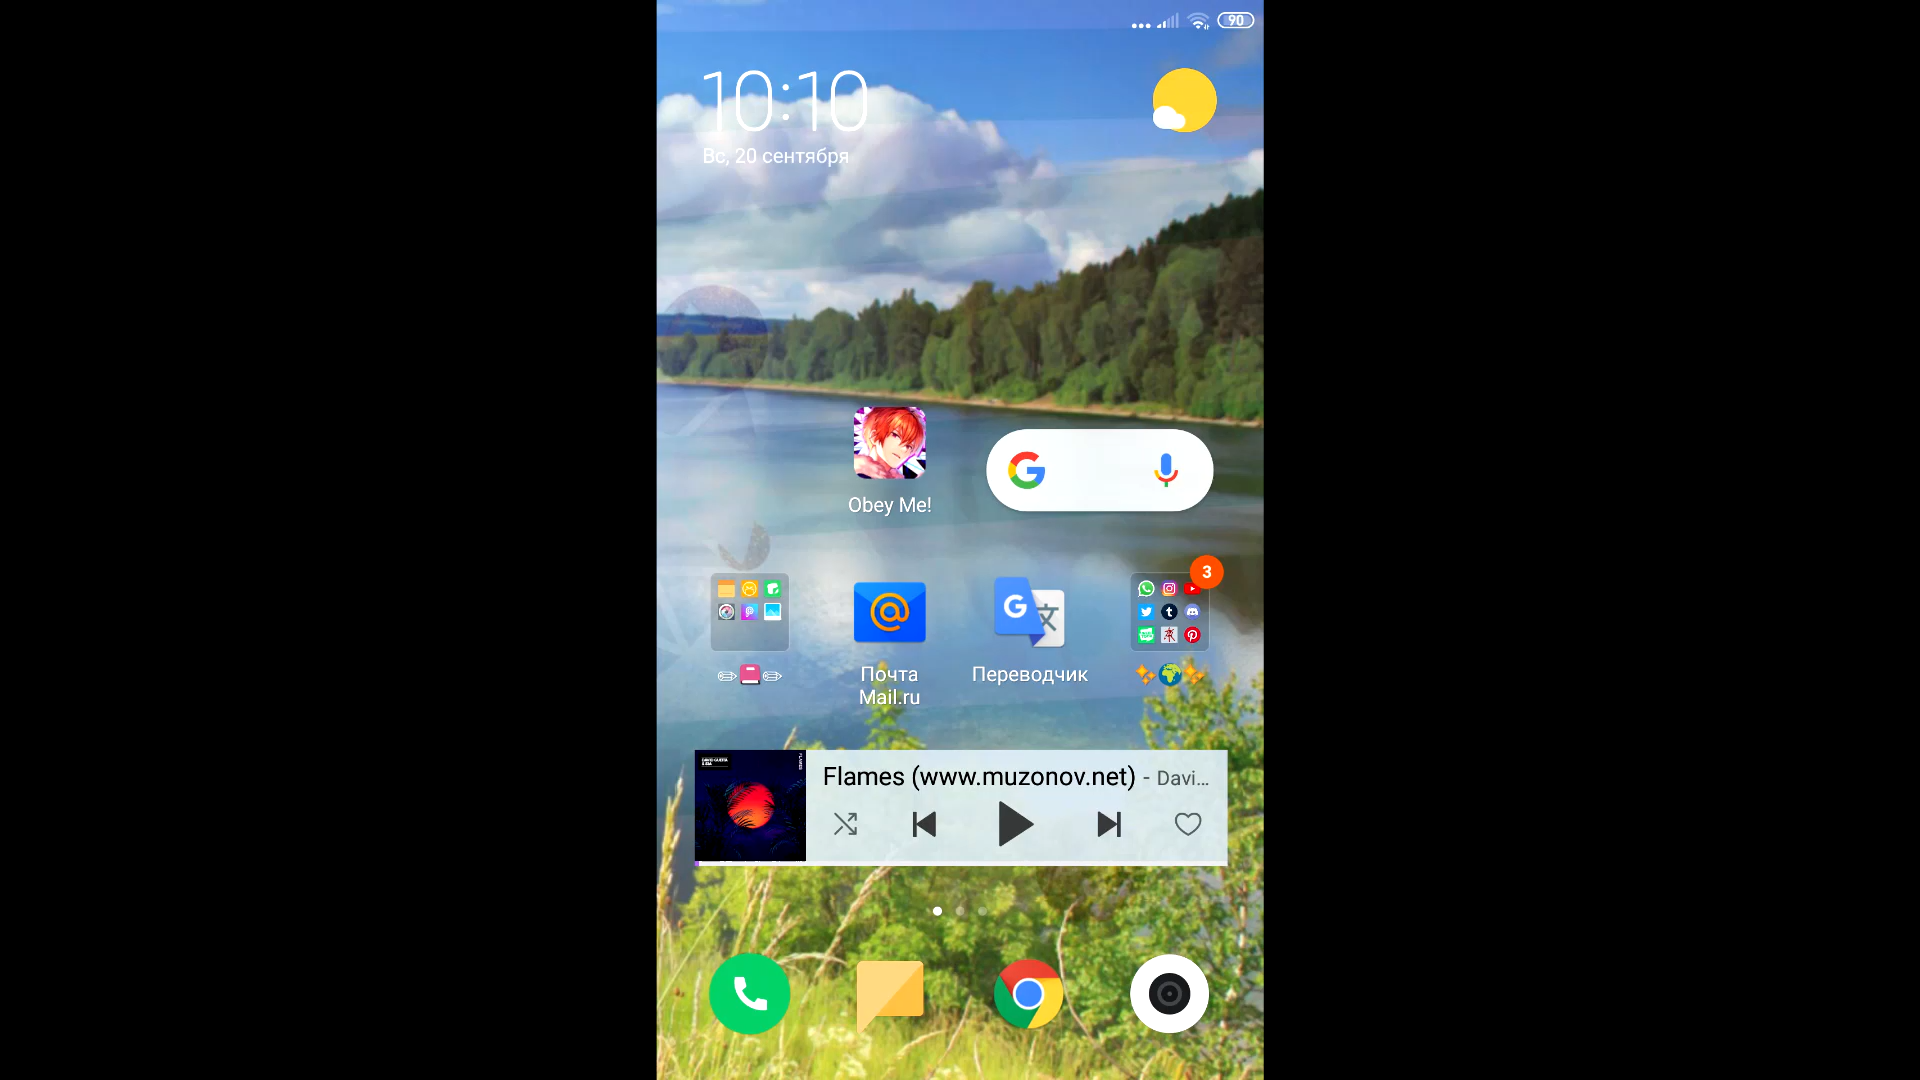 90
10:10
Вс, 20 сентября
Obey Me!
3
Почта
Mail.ru
Переводчик
Flames (www.muzonov.net) - Davi...